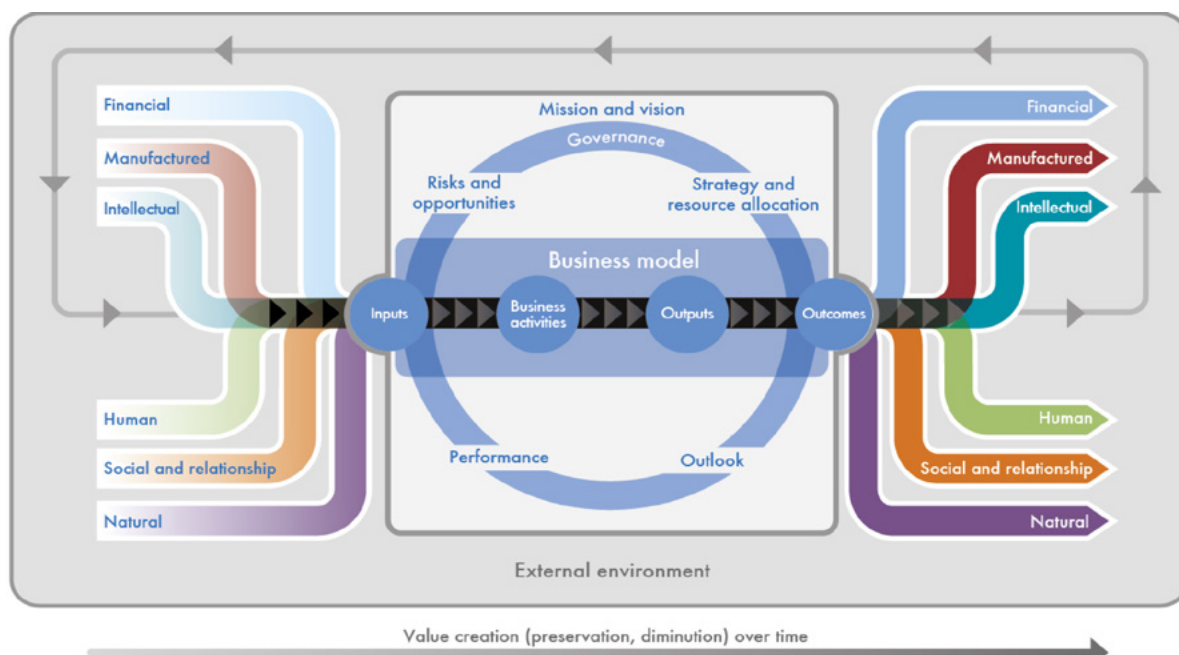 Financial
Manufactured
Intellectual
Human
Social and relationship
Natural
Mission and vision
Governance
Risks and
opportunities
Strategy and
resource allocation
Business model
Inputs
Business
activities
Outputs
Outcomes
Performance
Outlook
Financial
Manufactured
Intellectual
Human
Social and relationship
Natural
External environment
Value creation (preservation, diminution) over time